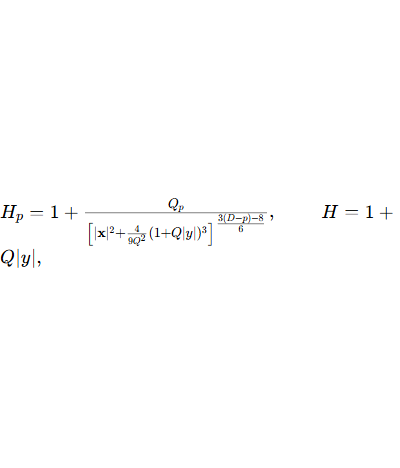 $H_p = 1 + \frac{Q_p}{\left[|\mathbf{x}|^2 + \frac{4}{9Q^2}(1+Q|y|)^3\right]^{\frac{3(D-p)-8}{6}}}, \qquad H = 1 +$
$Q|y|,$